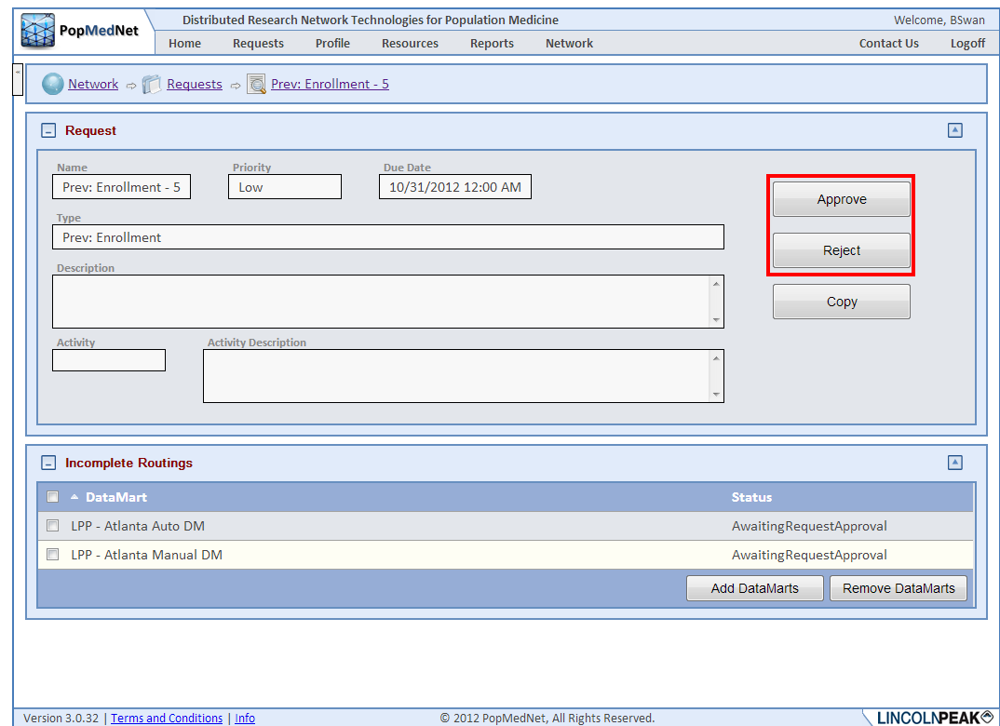 PopMedNet
Distributed Research Network Technologies for Population Medicine
Welcome, BSwan
Home Requests Profile Resources Reports Network Contact Us Logoff
Network Requests Prev: Enrollment - 5
Request
Name Priority Due Date
Prev: Enrollment - 5 Low 10/31/2012 12:00 AM
Approve
Type
Prev: Enrollment
Reject
Description
Copy
Activity Activity Description
Incomplete Routings
DataMart Status
LPP - Atlanta Auto DM AwaitingRequestApproval
LPP - Atlanta Manual DM AwaitingRequestApproval
Add DataMarts Remove DataMarts
Version 3.0.32 | Terms and Conditions | Info © 2012 PopMedNet, All Rights Reserved. LINCOLNPEAK